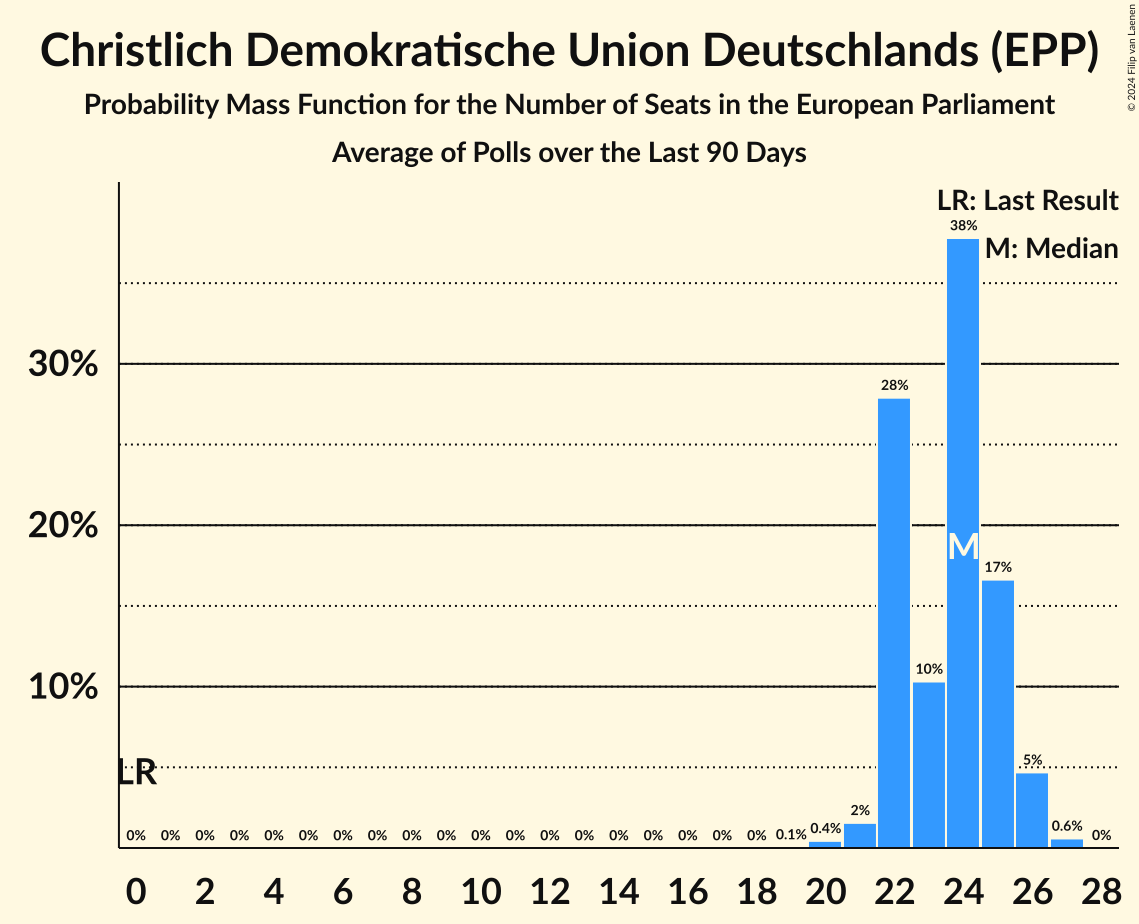 Christlich Demokratische Union Deutschlands (EPP)
Probability Mass Function for the Number of Seats in the European Parliament
Average of Polls over the Last 90 Days
© 2024 Filip van Laenen
LR: Last Result
M: Median
38%
30%
28%
20%
M
17%
10%
10%
LR
5%
2%
0% 0% 0% 0% 0% 0% 0% 0% 0% 0% 0% 0% 0% 0% 0% 0% 0% 0% 0% 0.1% 0.4% 0.6% 0%
0 2 4 6 8 10 12 14 16 18 20 22 24 26 28